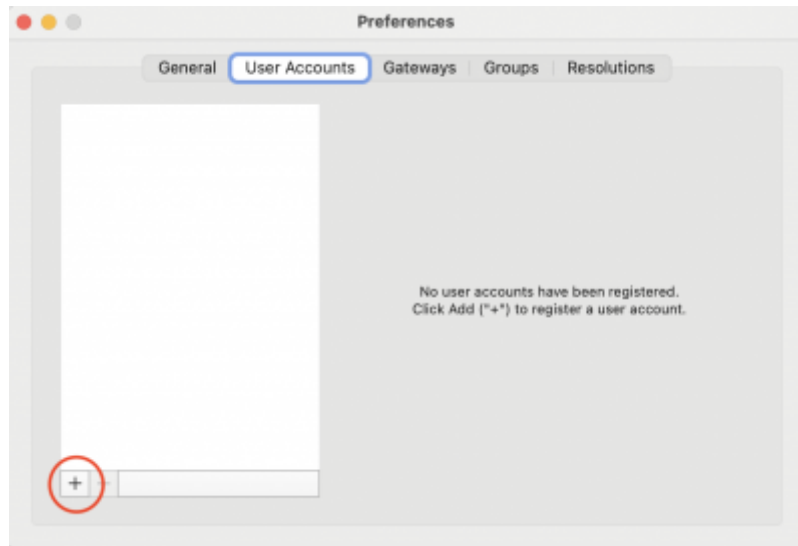 Preferences
General User Accounts Gateways Groups Resolutions
No user accounts have been registered.
Click Add ("+") to register a user account.
+ −